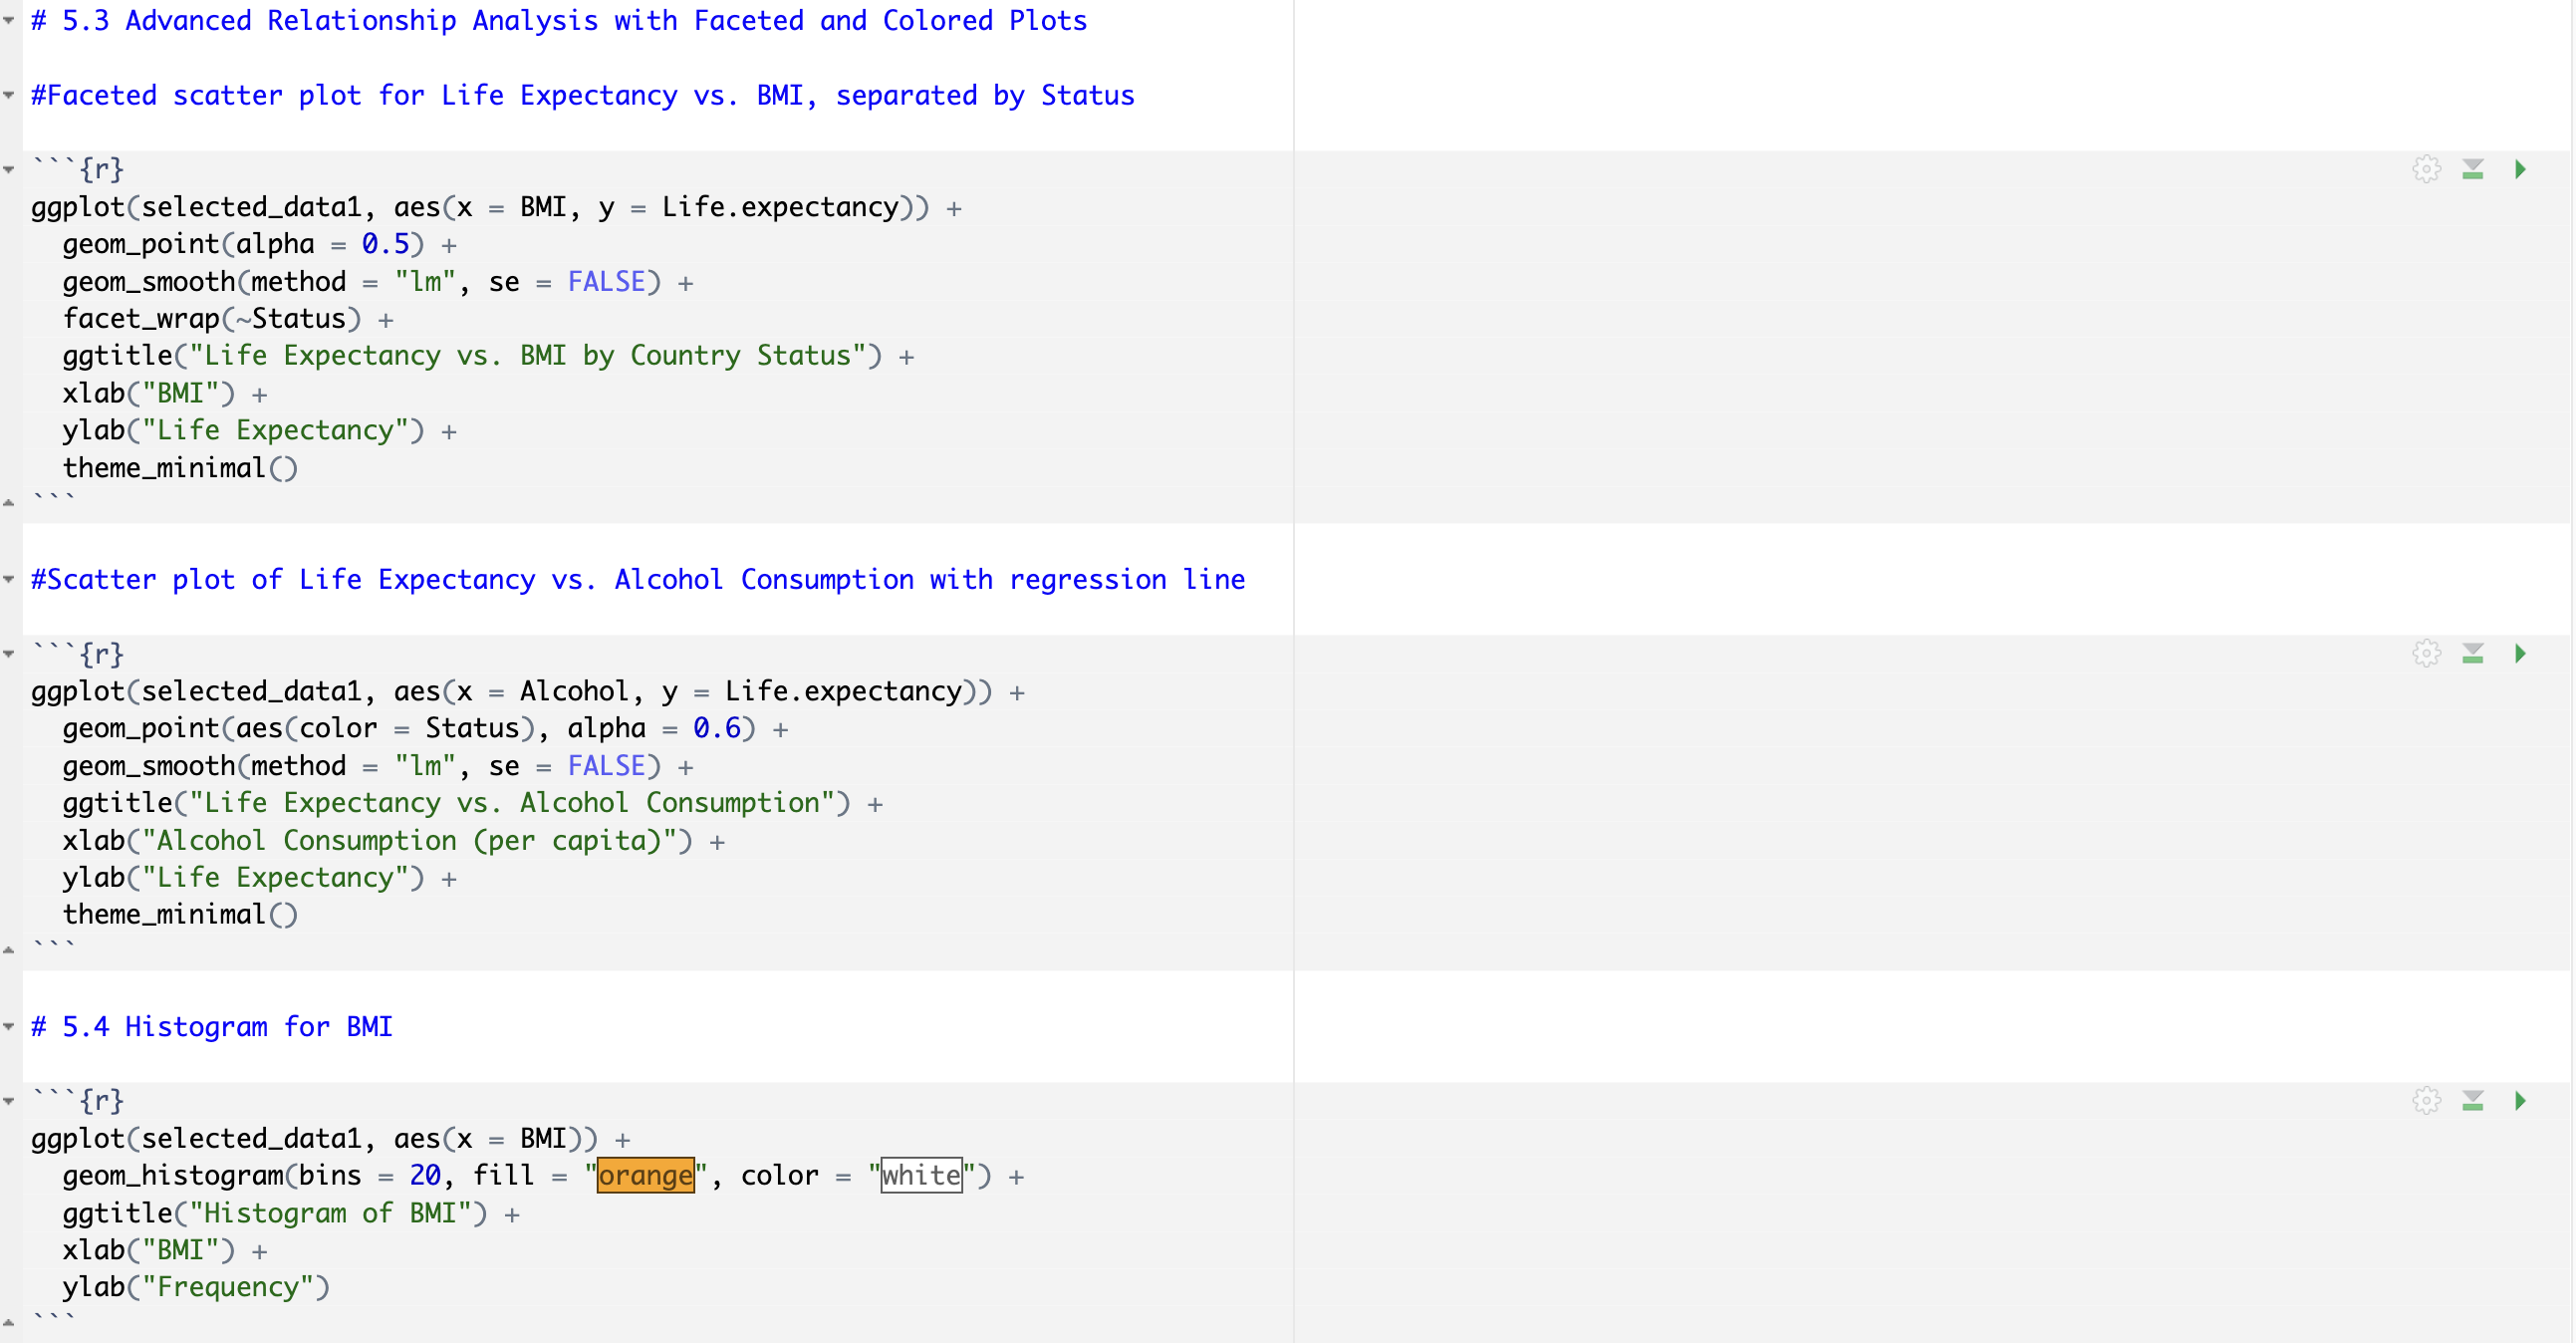 # 5.3 Advanced Relationship Analysis with Faceted and Colored Plots
#Faceted scatter plot for Life Expectancy vs. BMI, separated by Status
```{r}
ggplot(selected_data1, aes(x = BMI, y = Life.expectancy)) +
  geom_point(alpha = 0.5) +
  geom_smooth(method = "lm", se = FALSE) +
  facet_wrap(~Status) +
  ggtitle("Life Expectancy vs. BMI by Country Status") +
  xlab("BMI") +
  ylab("Life Expectancy") +
  theme_minimal()
```
#Scatter plot of Life Expectancy vs. Alcohol Consumption with regression line
```{r}
ggplot(selected_data1, aes(x = Alcohol, y = Life.expectancy)) +
  geom_point(aes(color = Status), alpha = 0.6) +
  geom_smooth(method = "lm", se = FALSE) +
  ggtitle("Life Expectancy vs. Alcohol Consumption") +
  xlab("Alcohol Consumption (per capita)") +
  ylab("Life Expectancy") +
  theme_minimal()
```
# 5.4 Histogram for BMI
```{r}
ggplot(selected_data1, aes(x = BMI)) +
  geom_histogram(bins = 20, fill = "orange", color = "white") +
  ggtitle("Histogram of BMI") +
  xlab("BMI") +
  ylab("Frequency")
```